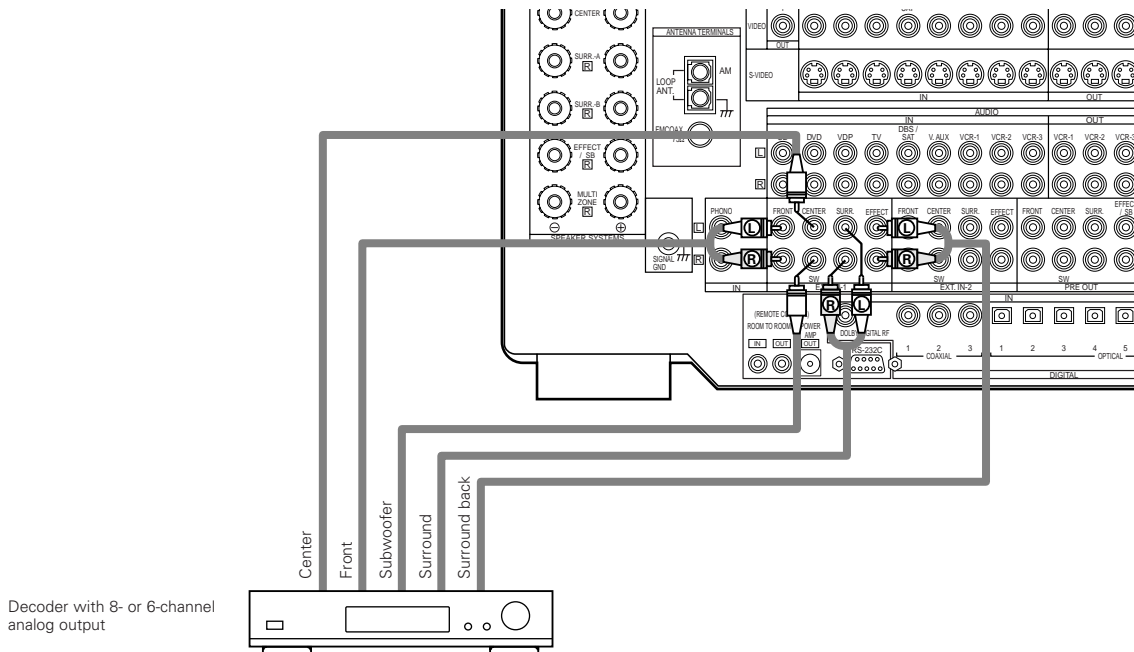 CENTER
SURR.-A
R
SURR.-B
R
EFFECT
/ SB
R
MULTI
ZONE
R
SPEAKER SYSTEMS
ANTENNA TERMINALS
LOOP
ANT.
AM
SIGNAL
GND
VIDEO
OUT
S-VIDEO
IN
OUT
AUDIO
IN
OUT
DVD
VDP
TV
DBS /
SAT
V. AUX
VCR-1
VCR-2
VCR-3
VCR-1
VCR-2
VCR-3
L
R
PHONO
FRONT
CENTER
SURR.
EFFECT
FRONT
CENTER
SURR.
EFFECT
FRONT
CENTER
SURR.
/ SB
L
L
L
R
R
R
SW
SW
SW
IN
EXT. IN-2
PRE OUT
R
L
IN
ROOM TO ROOM
POWER
AMP
IN
OUT
OUT
RS-232C
1
2
3
COAXIAL
1
2
3
4
5
OPTICAL
DIGITAL
Center
Front
Subwoofer
Surround
Surround back
Decoder with 8- or 6-channel
analog output